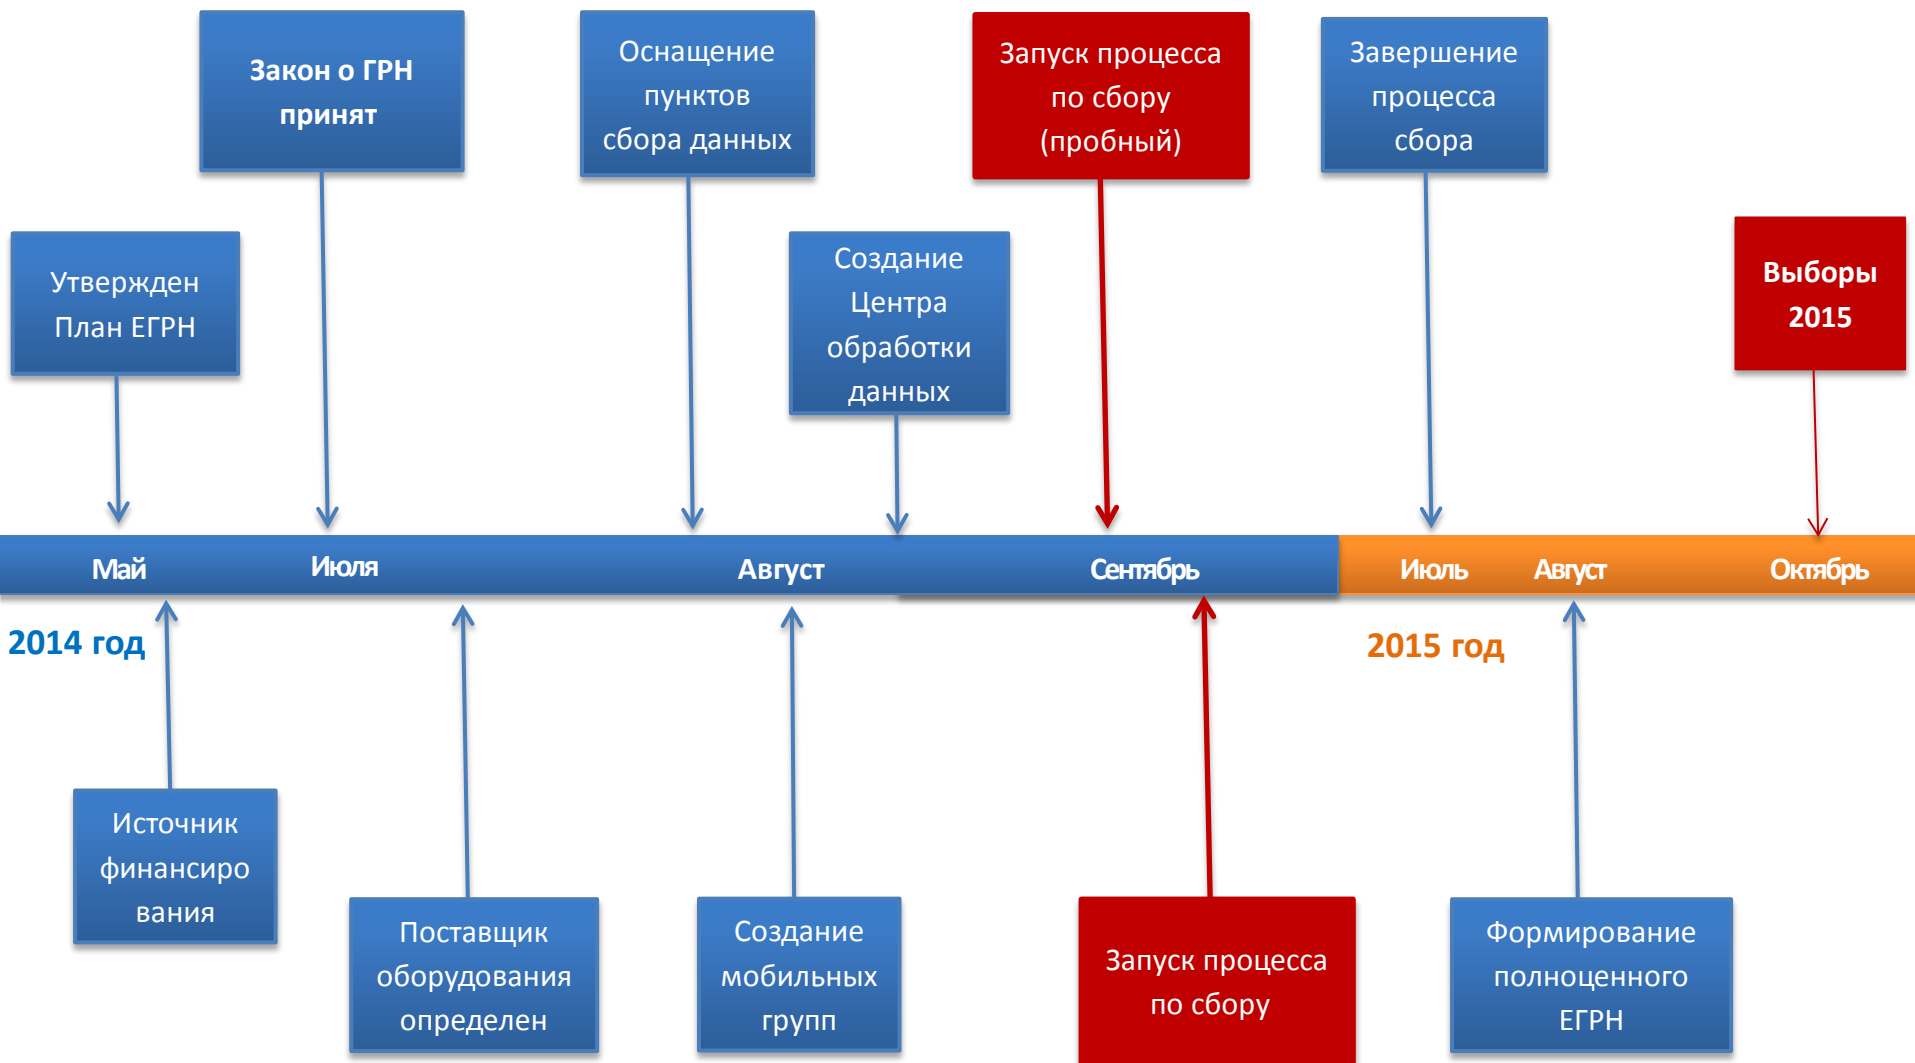 Закон о ГРН
принят
Оснащение
пунктов
сбора данных
Запуск процесса
по сбору
(пробный)
Завершение
процесса
сбора
Утвержден
План ЕГРН
Создание
Центра
обработки
данных
Выборы
2015
Май
Июля
Август
Сентябрь
Июль
Август
Октябрь
2014 год
2015 год
Источник
финансиро
вания
Поставщик
оборудования
определен
Создание
мобильных
групп
Запуск процесса
по сбору
Формирование
полноценного
ЕГРН